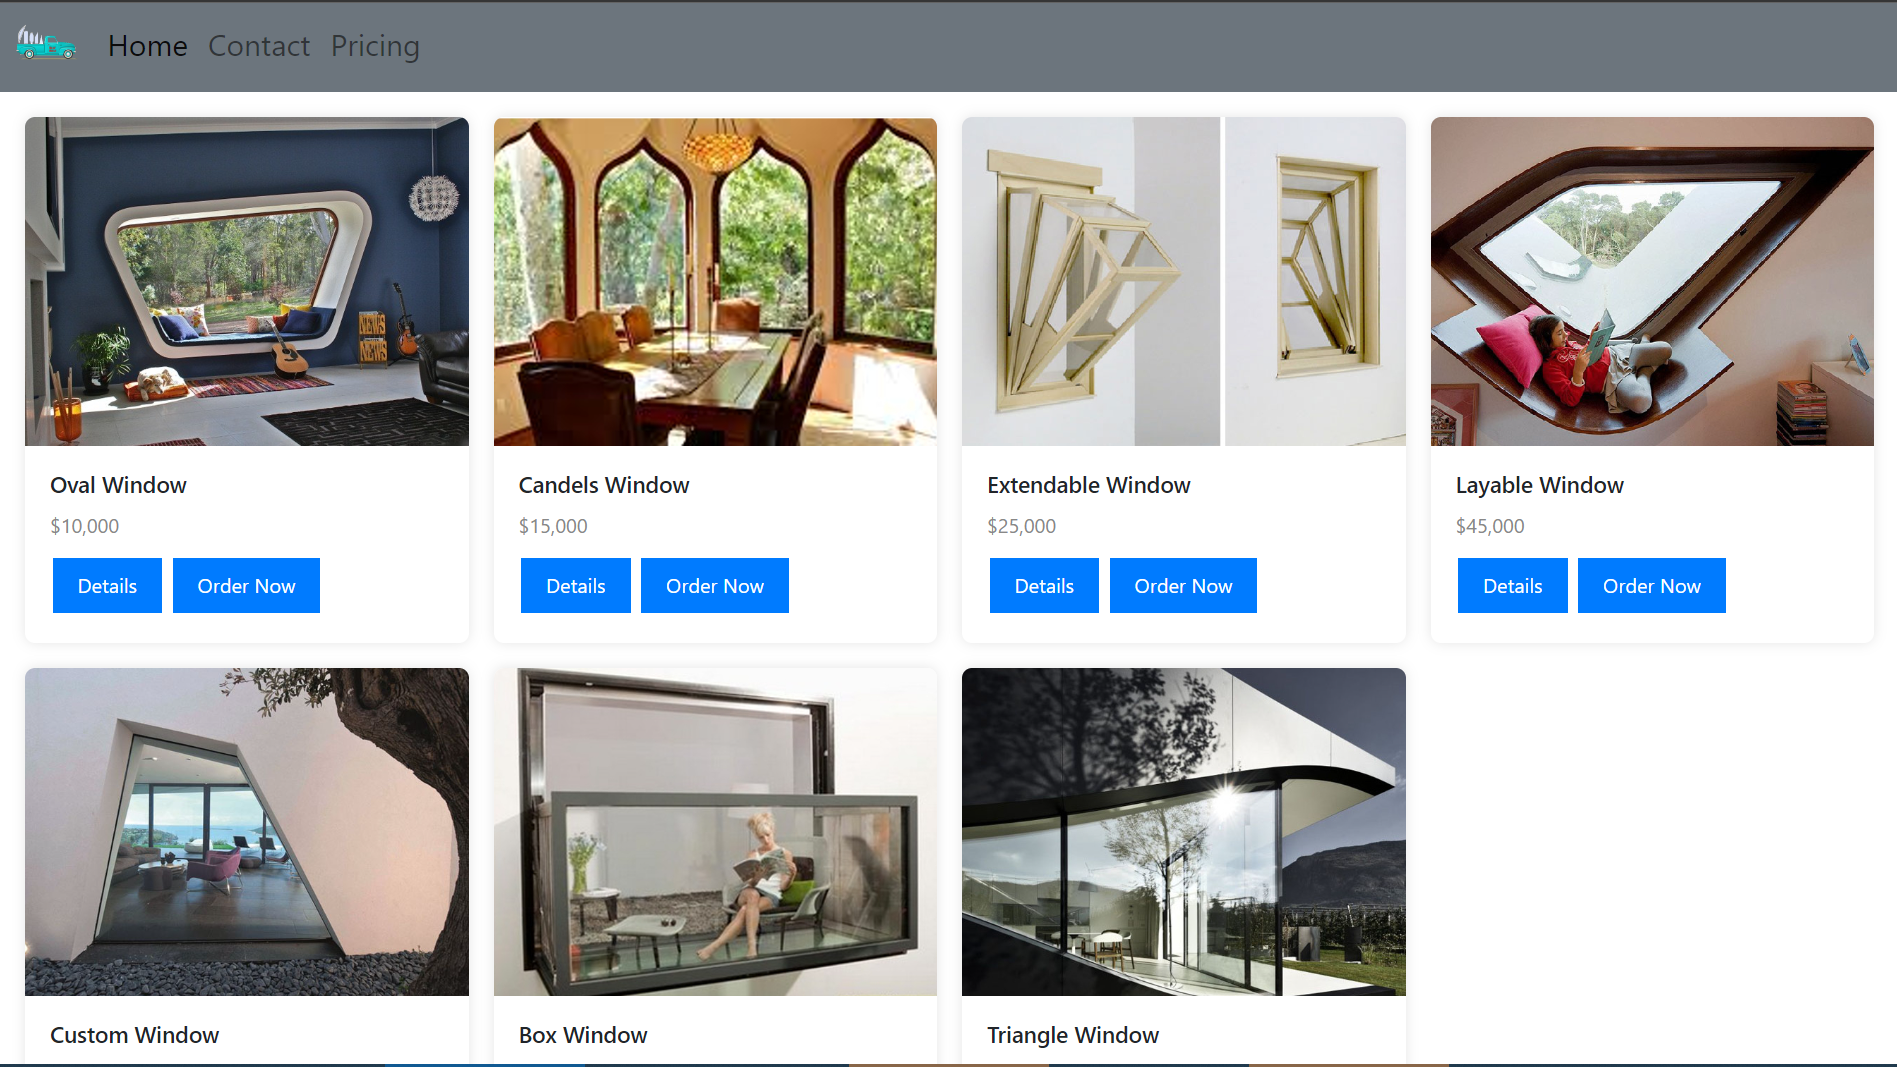 Home Contact Pricing
NEWS
NEWS
Oval Window
$10,000
Details Order Now
Candels Window
$15,000
Details Order Now
Extendable Window
$25,000
Details Order Now
Layable Window
$45,000
Details Order Now
Custom Window
Box Window
Triangle Window